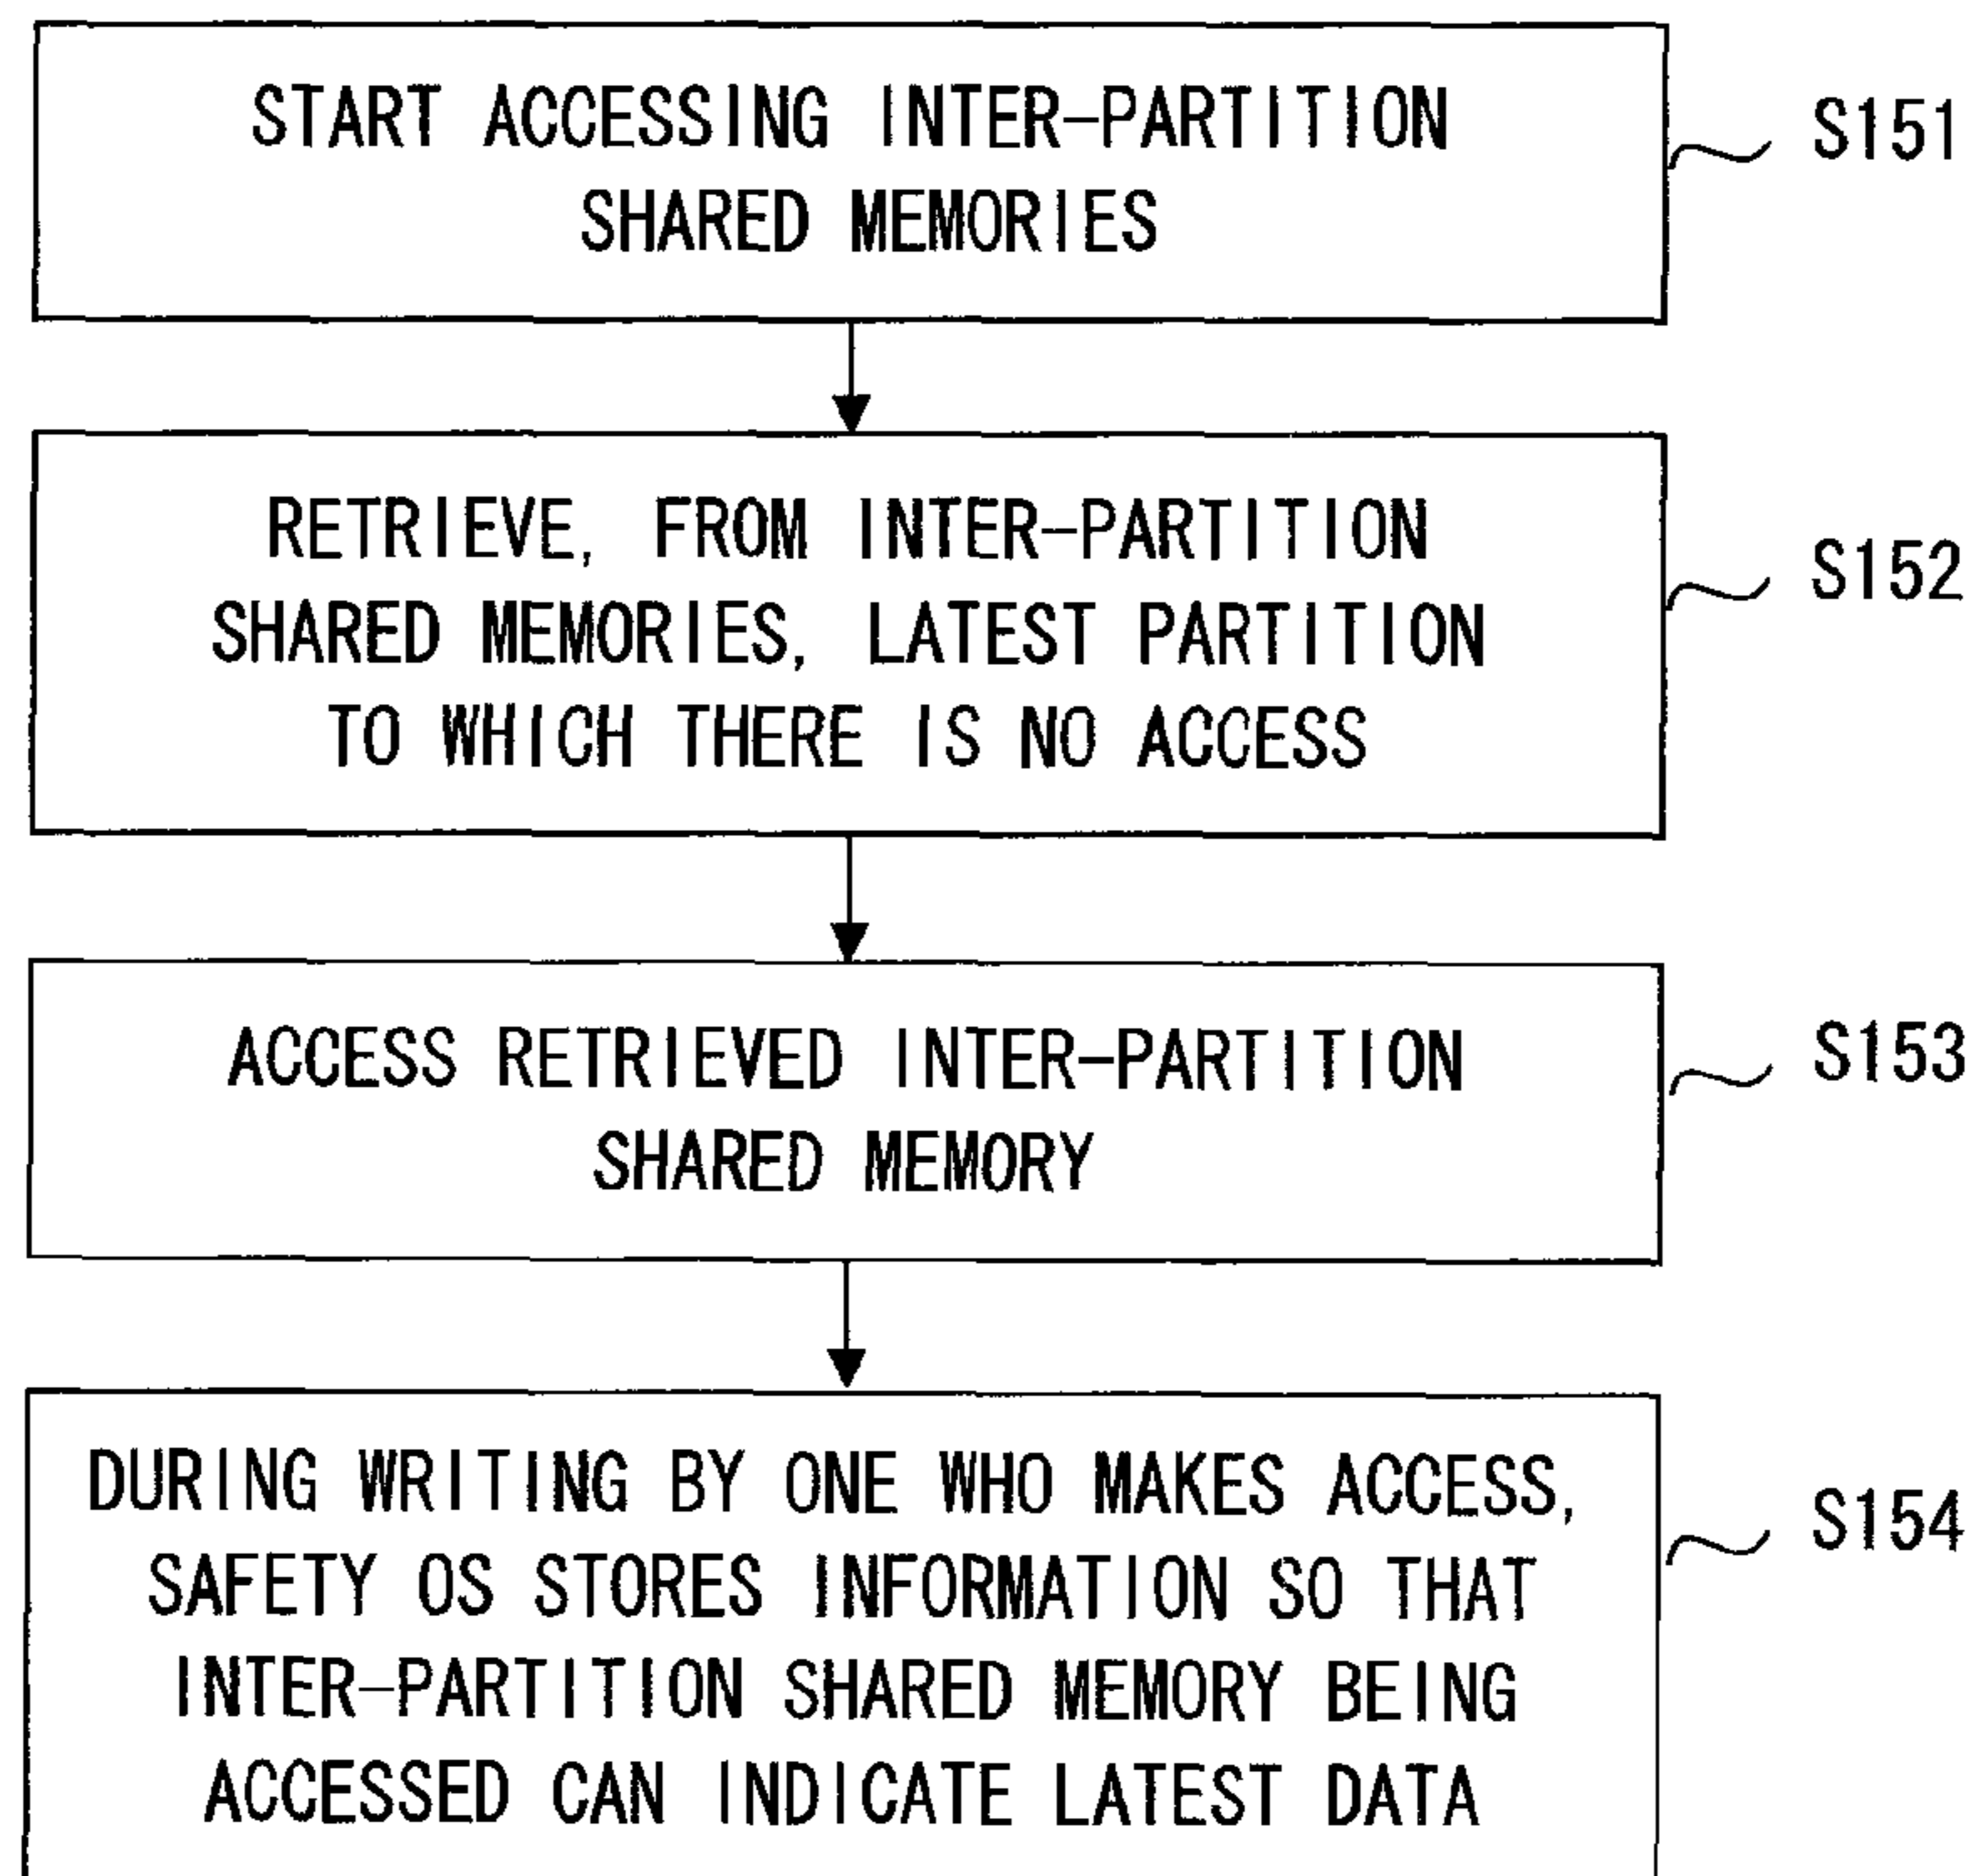 START ACCESSING INTER-PARTITION
SHARED MEMORIES
S151
RETRIEVE, FROM INTER-PARTITION
SHARED MEMORIES, LATEST PARTITION
TO WHICH THERE IS NO ACCESS
S152
ACCESS RETRIEVED INTER-PARTITION
SHARED MEMORY
S153
DURING WRITING BY ONE WHO MAKES ACCESS,
SAFETY OS STORES INFORMATION SO THAT
INTER-PARTITION SHARED MEMORY BEING
ACCESSED CAN INDICATE LATEST DATA
S154